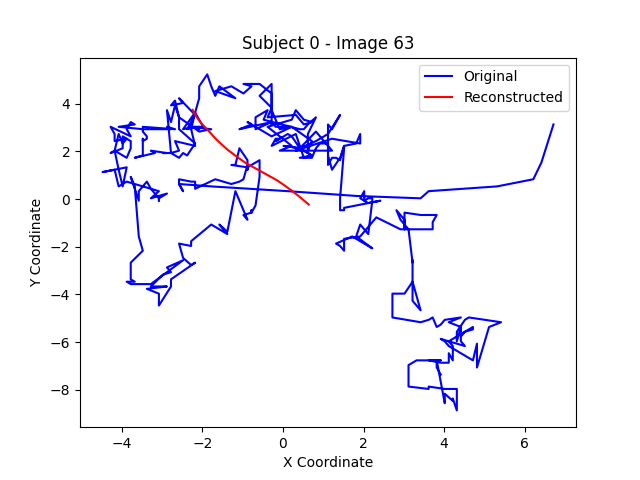 Subject 0 - Image 63
Original
Reconstructed
4
2
0
−2
−4
−6
−8
Y Coordinate
−4 −2 0 2 4 6
X Coordinate